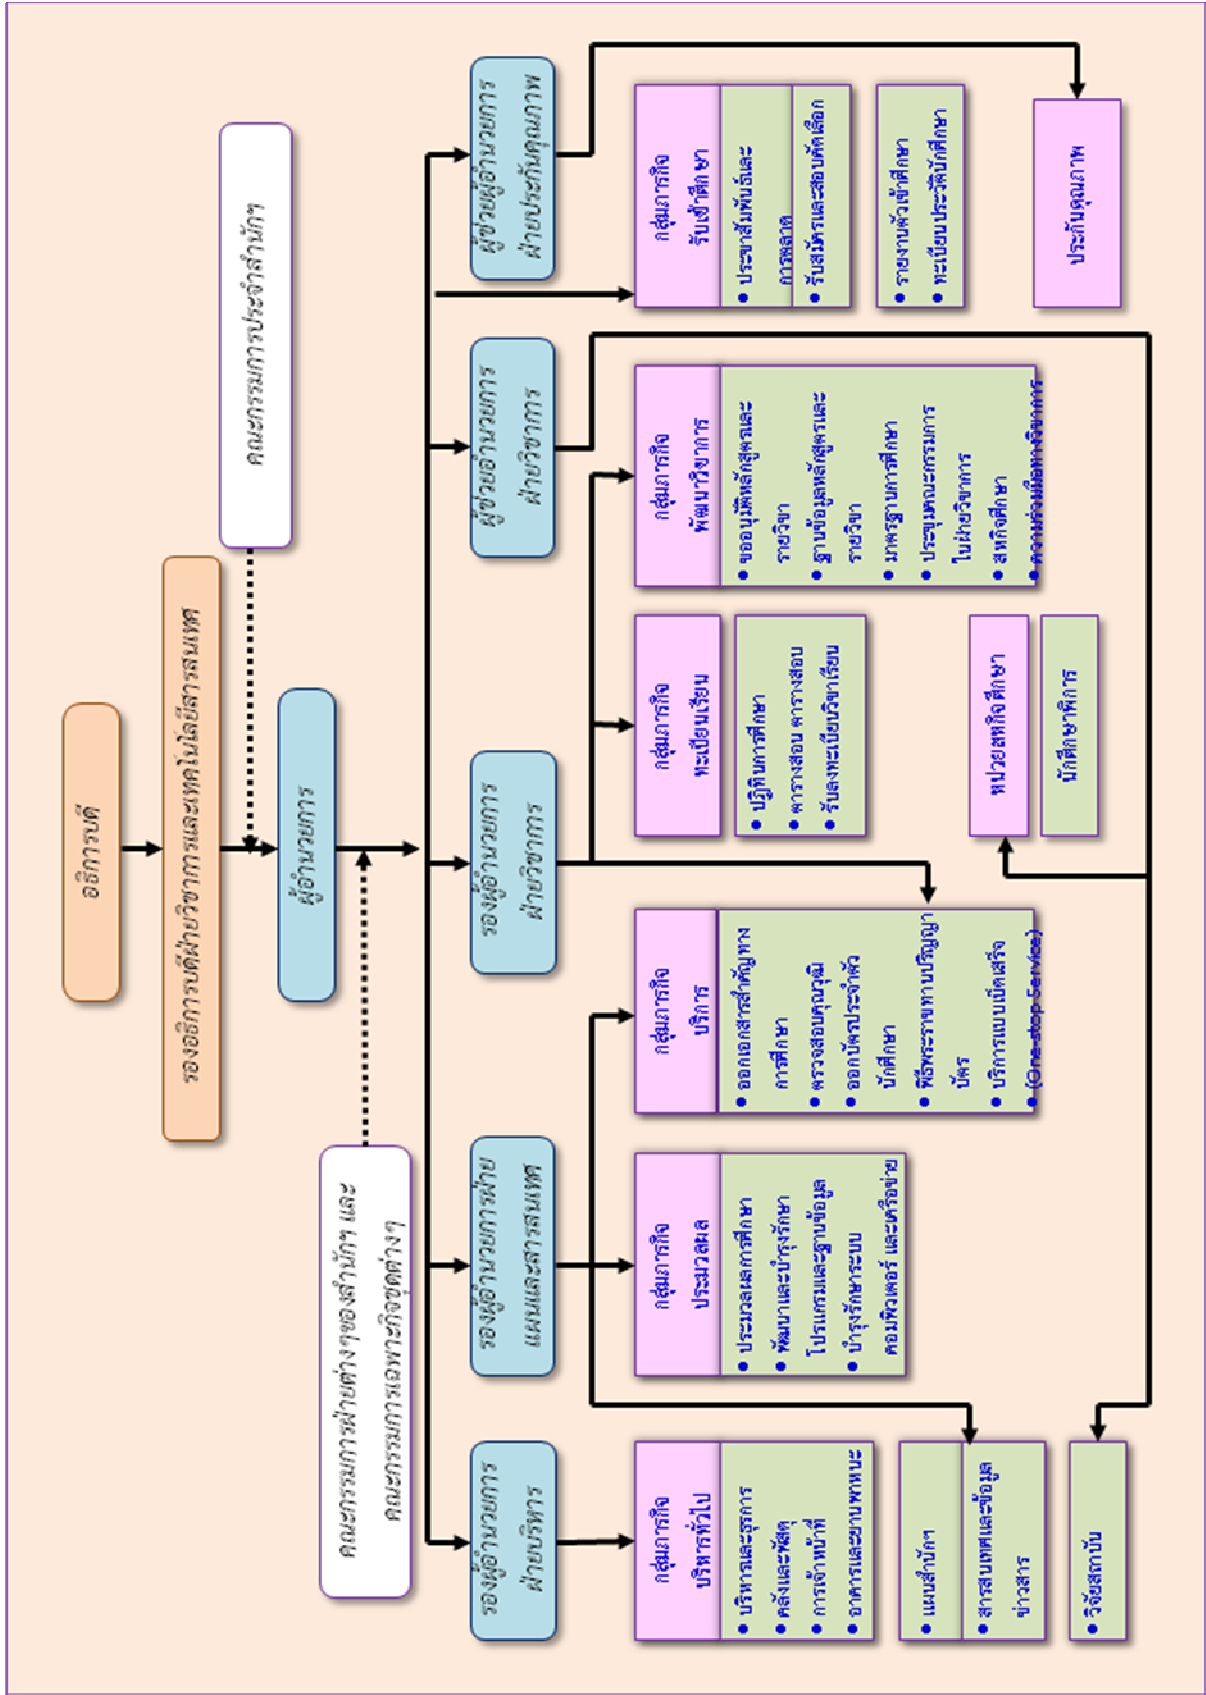 อธิการบดี
รองอธิการบดีฝ่ายวิชาการและเทคโนโลยีสารสนเทศ
คณะกรรมการประจำสำนักฯ
ผู้อำนวยการ
คณะกรรมการฝ่ายต่างๆของสำนักฯ และ
คณะกรรมการเฉพาะกิจชุดต่างๆ
รองผู้อำนวยการ
ฝ่ายบริหาร
รองผู้อำนวยการฝ่าย
แผนและสารสนเทศ
รองผู้อำนวยการ
ฝ่ายวิชาการ
ผู้ช่วยอำนวยการ
ฝ่ายวิชาการ
ผู้ช่วยผู้อำนวยการ
ฝ่ายประกันคุณภาพ
กลุ่มภารกิจ
บริหารทั่วไป
● บริหารและธุรการ
● คลังและพัสดุ
● การเจ้าหน้าที่
● อาคารและยานพาหนะ
● แผนสำนักฯ
● สารสนเทศและข้อมูล
ข่าวสาร
● วิจัยสถาบัน
กลุ่มภารกิจ
ประมวลผล
● ประมวลผลการศึกษา
● พัฒนาและบำรุงรักษา
โปรแกรมและฐานข้อมูล
● บำรุงรักษาระบบ
คอมพิวเตอร์ และเครือข่าย
กลุ่มภารกิจ
บริการ
● ออกเอกสารสำคัญทาง
การศึกษา
● ตรวจสอบคุณวุฒิ
● ออกบัตรประจำตัว
นักศึกษา
● พิธีพระราชทานปริญญา
บัตร
● บริการแบบเบ็ดเสร็จ
● (One-stop Service)
กลุ่มภารกิจ
ทะเบียนเรียน
● ปฏิทินการศึกษา
● ตารางสอน ตารางสอบ
● รับลงทะเบียนวิชาเรียน
หน่วยสหกิจศึกษา
นักศึกษาพิการ
กลุ่มภารกิจ
พัฒนาวิชาการ
● ขออนุมัติหลักสูตรและ
รายวิชา
● ฐานข้อมูลหลักสูตรและ
รายวิชา
● มาตรฐานการศึกษา
● ประชุมคณะกรรมการ
ในฝ่ายวิชาการ
● สหกิจศึกษา
● ความร่วมมือทางวิชาการ
กลุ่มภารกิจ
รับเข้าศึกษา
● ประชาสัมพันธ์และ
การตลาด
● รับสมัครและสอบคัดเลือก
● รายงานตัวเข้าศึกษา
● ทะเบียนประวัตินักศึกษา
ประกันคุณภาพ